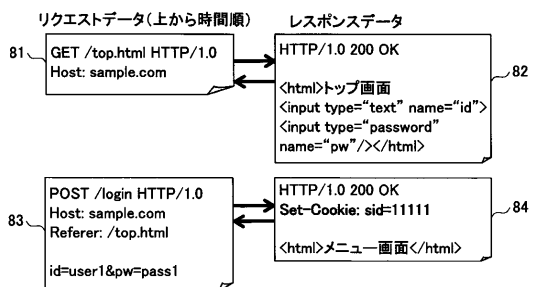 リクエストデータ(上から時間順)
レスポンスデータ
81
GET /top.html HTTP/1.0
Host: sample.com
HTTP/1.0 200 OK
<html>トップ画面
<input type="text" name="id">
<input type="password"
name="pw"/></html>
82
83
POST /login HTTP/1.0
Host: sample.com
Referer: /top.html
id=user1&pw=pass1
HTTP/1.0 200 OK
Set-Cookie: sid=11111
<html>メニュー画面</html>
84